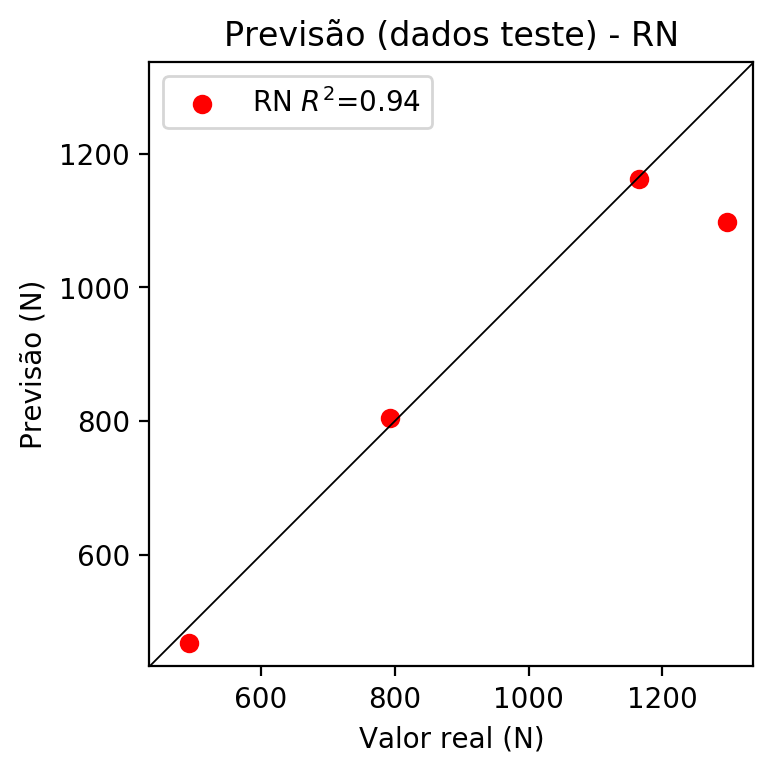 Previsão (dados teste) - RN
RN R²=0.94
Previsão (N)
1200
1000
800
600
600 800 1000 1200
Valor real (N)